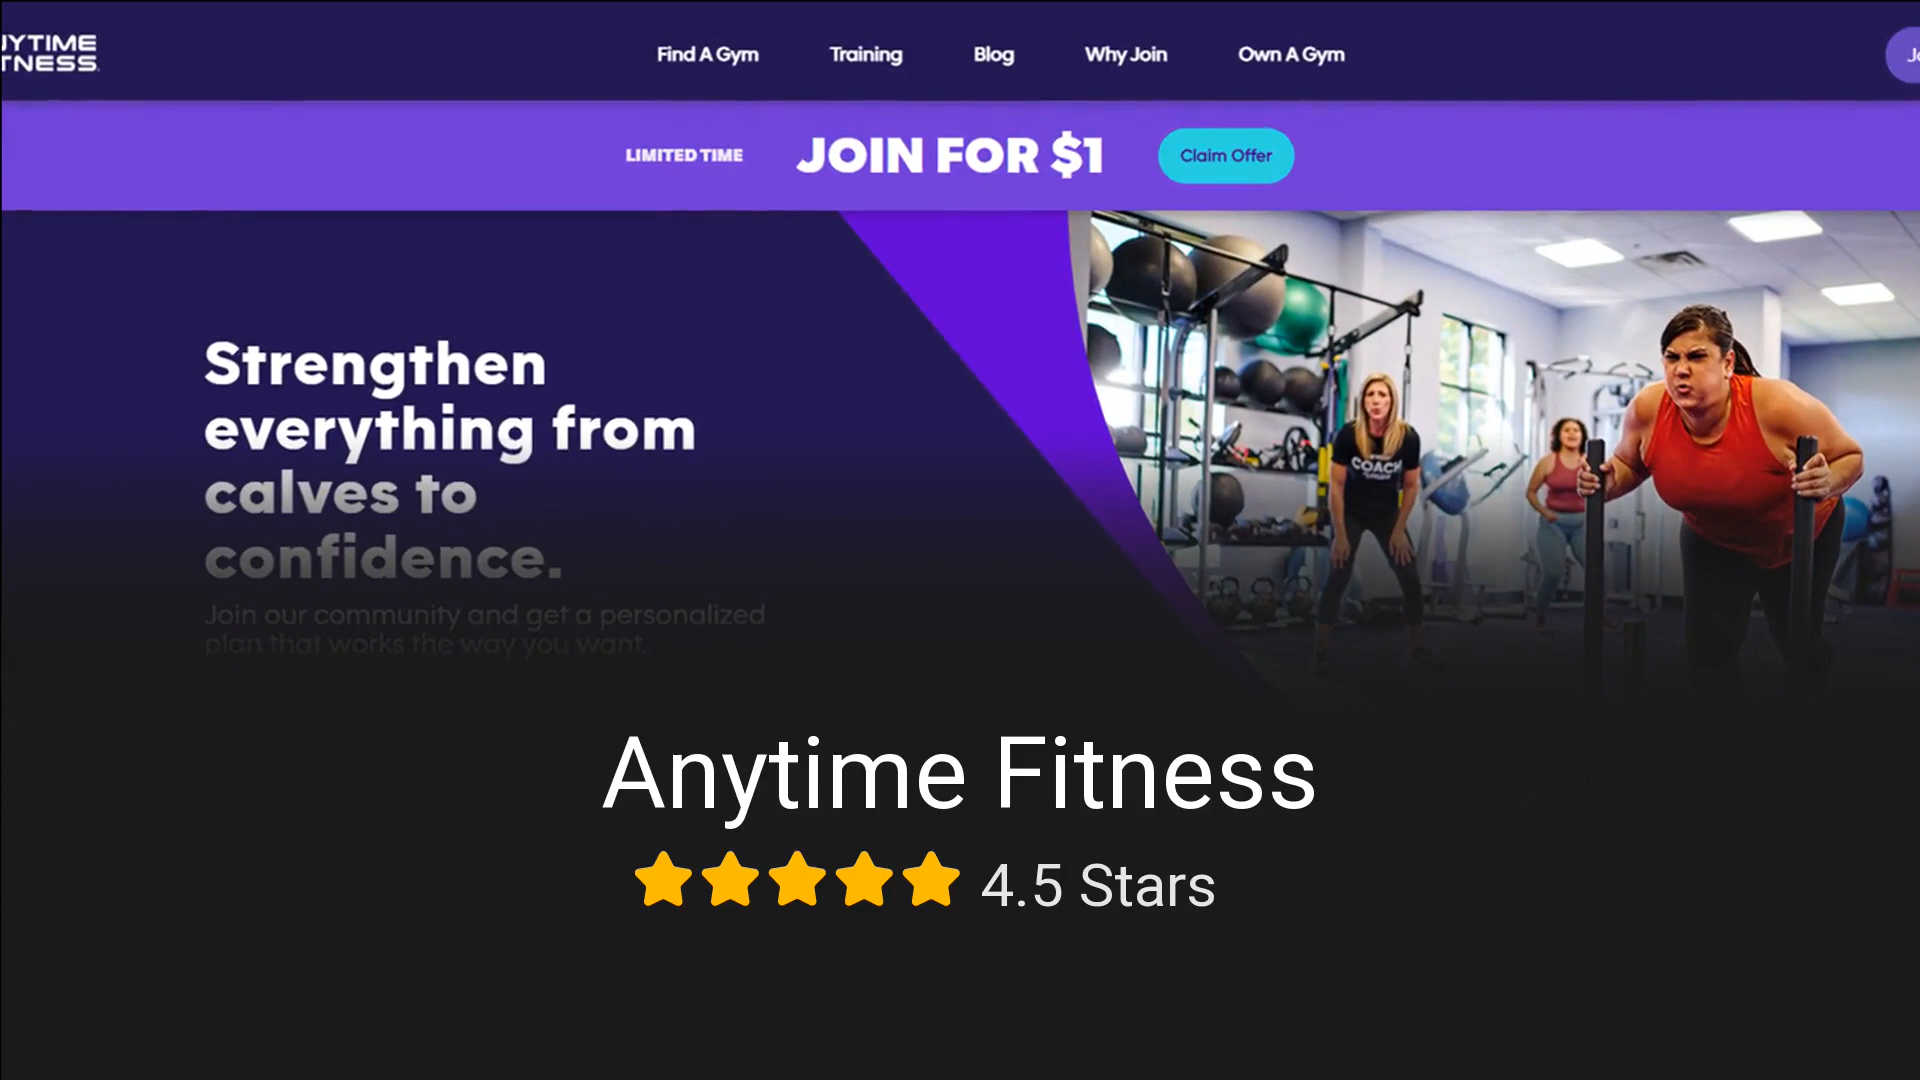 NYTIME
TNESS
Find A Gym
Training
Blog
Why Join
Own A Gym
LIMITED TIME
JOIN FOR $1
Claim Offer
Strengthen
everything from
calves to
confidence.
Join our community and get a personalized
plan that works the way you want.
COACH
Anytime Fitness
4.5 Stars